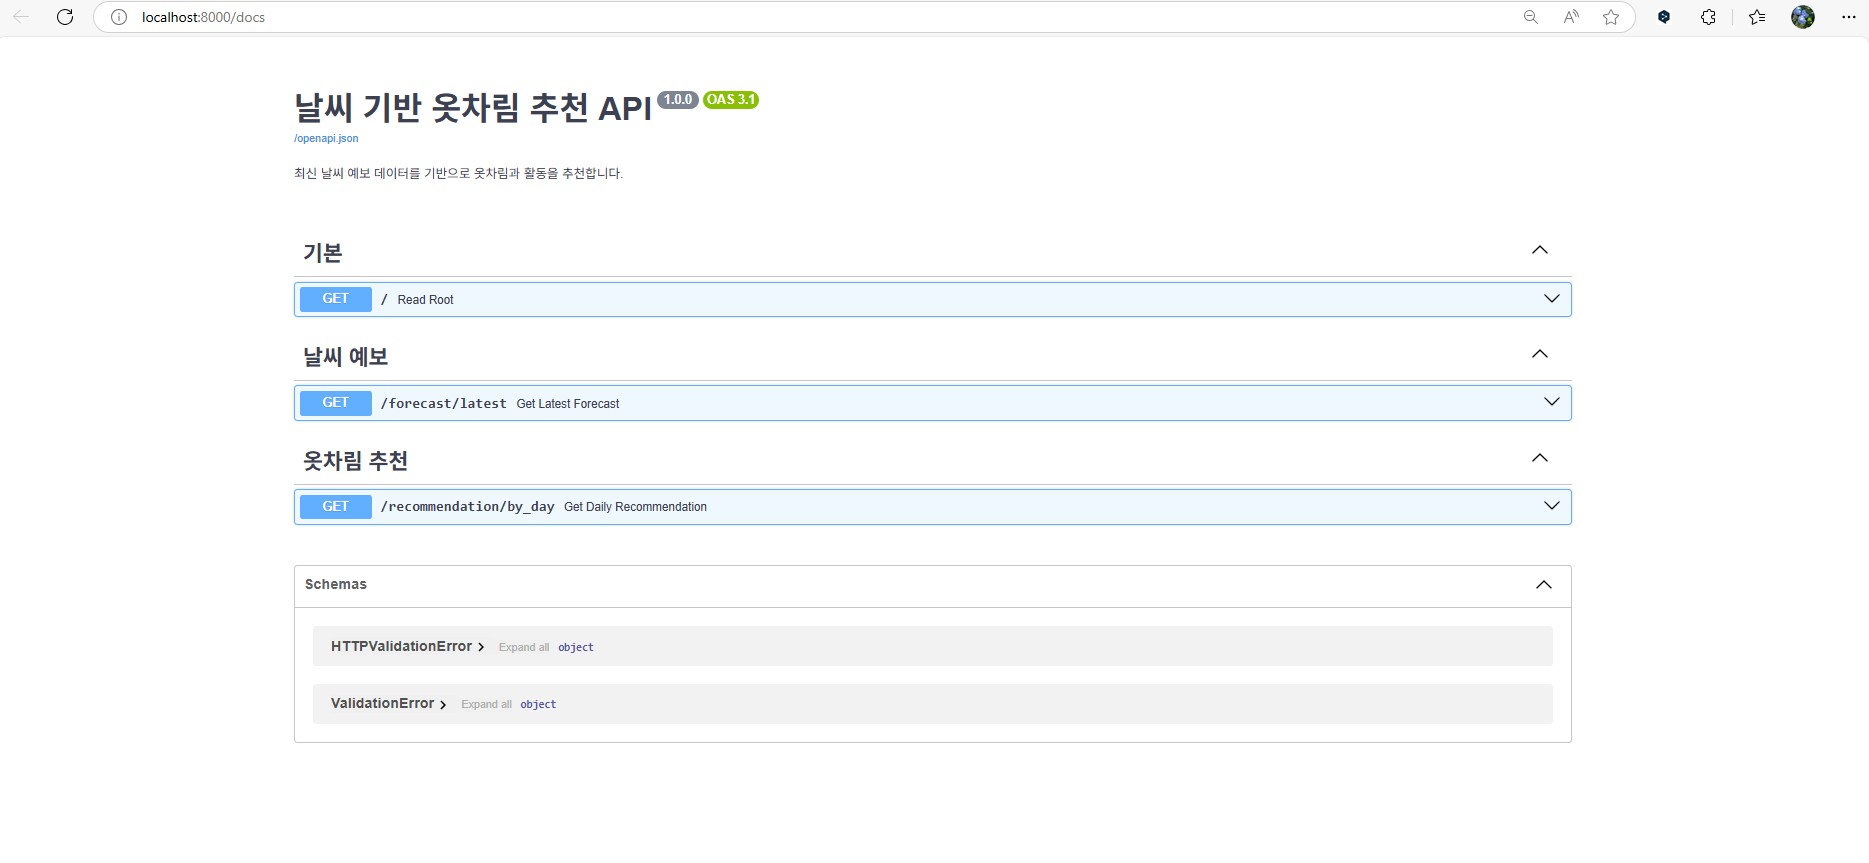 localhost:8000/docs
날씨 기반 옷차림 추천 API 1.0.0 OAS 3.1
/openapi.json
최신 날씨 예보 데이터를 기반으로 옷차림과 활동을 추천합니다.
기본
GET / Read Root
날씨 예보
GET /forecast/latest Get Latest Forecast
옷차림 추천
GET /recommendation/by_day Get Daily Recommendation
Schemas
HTTPValidationError Expand all object
ValidationError Expand all object